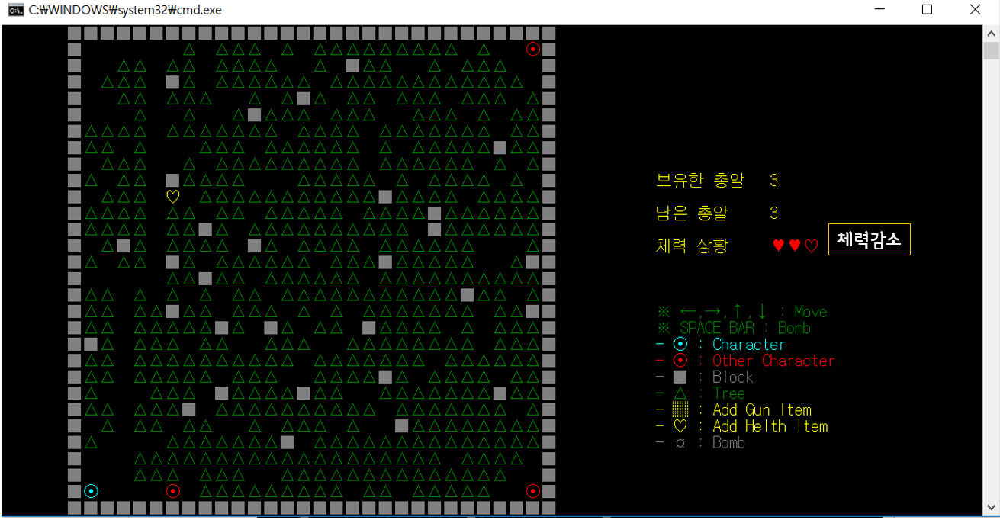 C:₩WINDOWS₩system32₩cmd.exe
보유한 총알 3
남은 총알 3
체력 상황 ♥♥♡ 체력감소
※ ←,→,↑,↓ : Move
※ SPACE BAR : Bomb
- ⊙ : Character
- ⊙ : Other Character
- ■ : Block
- △ : Tree
- ▒ : Add Gun Item
- ♡ : Add Helth Item
- ¤ : Bomb